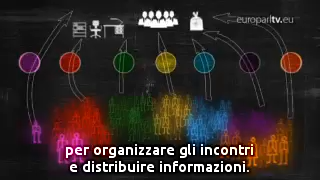 europarltv.eu
per organizzare gli incontri
e distribuire informazioni.